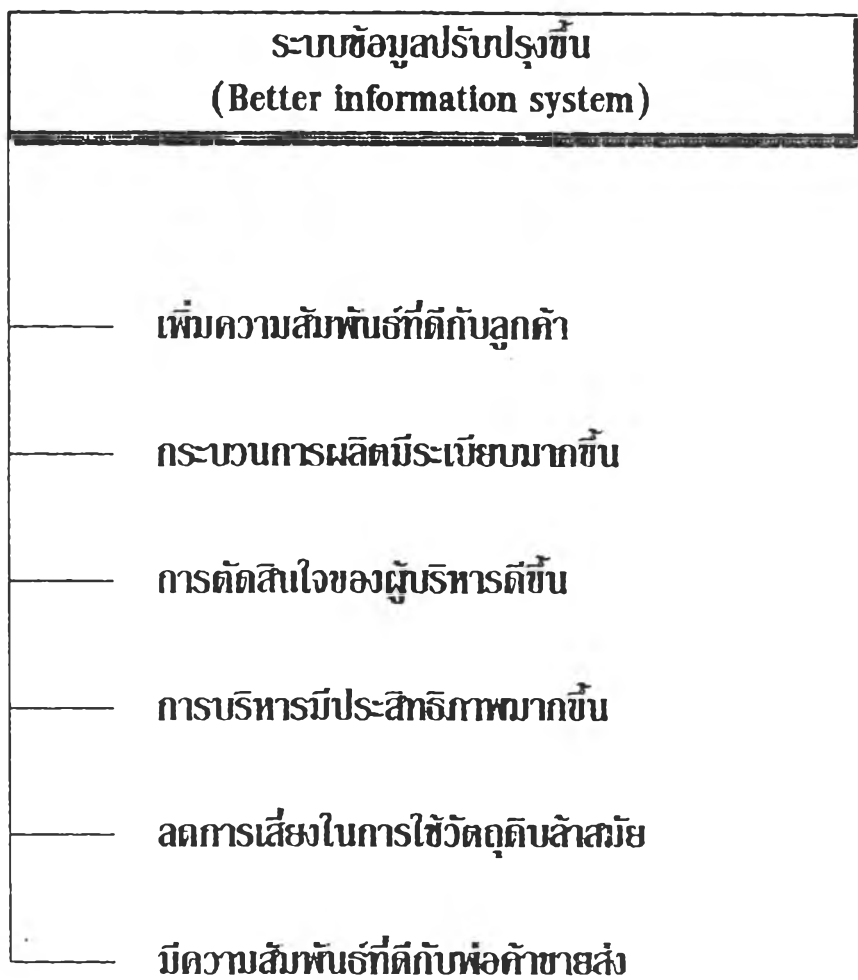 ระบบข้อมูลปรับปรุงขึ้น
(Better information system)
เพิ่มความสัมพันธ์ที่ดีกับลูกค้า
กระบวนการผลิตมีระเบียบมากขึ้น
การตัดสินใจของผู้บริหารดีขึ้น
การบริหารมีประสิทธิภาพมากขึ้น
ลดการเสี่ยงในการใช้วัตถุดิบล้าสมัย
มีความสัมพันธ์ที่ดีกับพ่อค้าขายส่ง